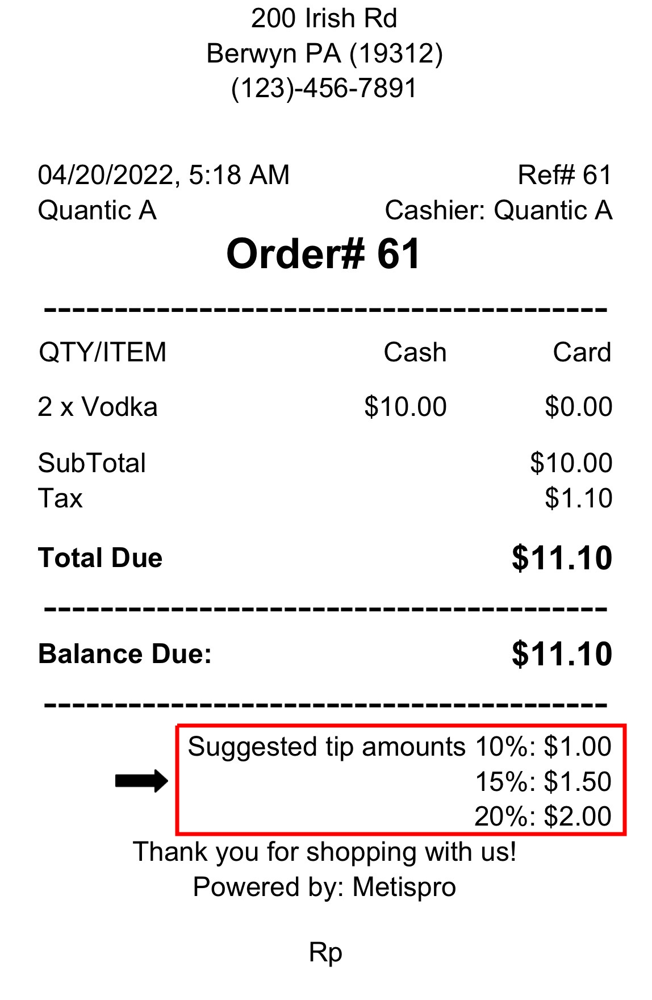 200 Irish Rd
Berwyn PA (19312)
(123)-456-7891
04/20/2022, 5:18 AM Ref# 61
Quantic A Cashier: Quantic A
Order# 61
----------------------------------------
QTY/ITEM Cash Card
2 x Vodka $10.00 $0.00
SubTotal $10.00
Tax $1.10
Total Due $11.10
----------------------------------------
Balance Due: $11.10
----------------------------------------
Suggested tip amounts 10%: $1.00
15%: $1.50
20%: $2.00
Thank you for shopping with us!
Powered by: Metispro
Rp